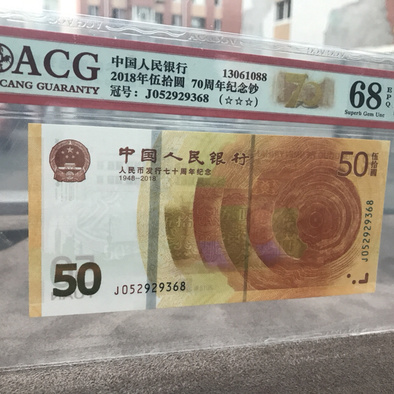 ACG
CANG GUARANTY
中国人民银行
2018年伍拾圆 70周年纪念钞
13061088
冠号：J052929368 (☆☆☆)
68 EPQ
Superb Gem Unc
中国人民银行
人民币发行七十周年纪念
1948-2018
50 伍拾圆
50
J052929368